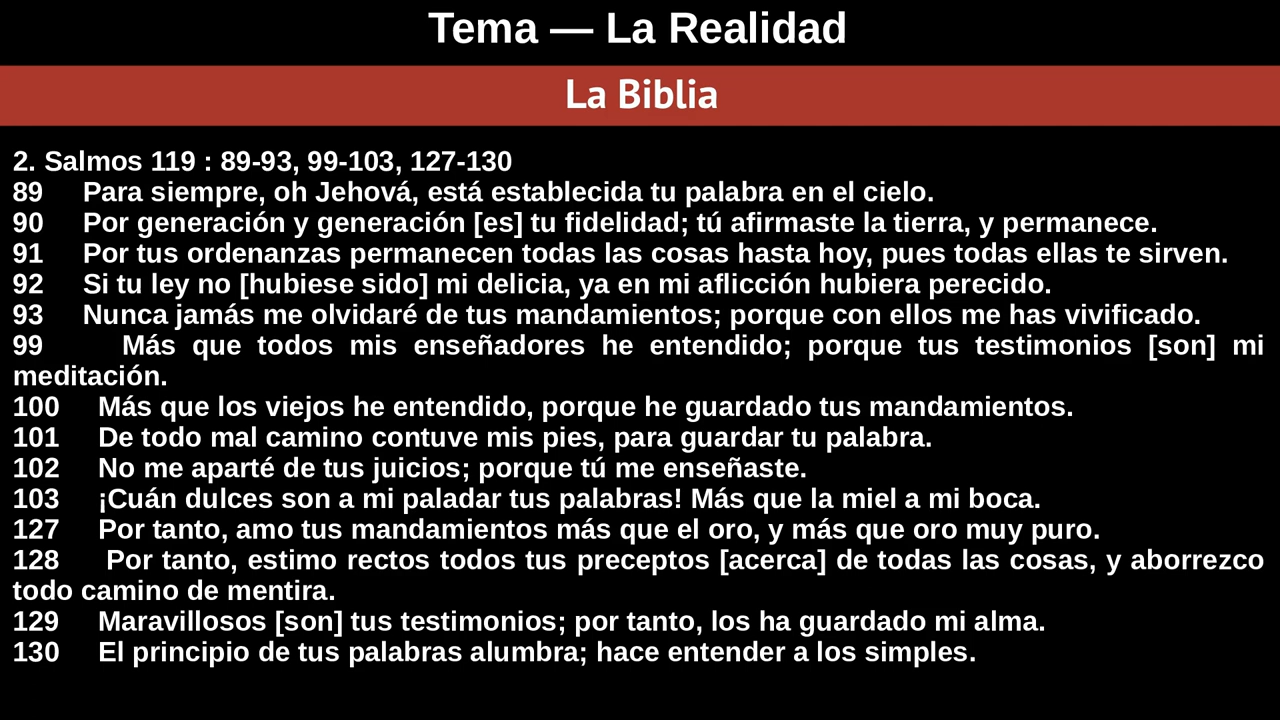 Tema — La Realidad
La Biblia
2. Salmos 119 : 89-93, 99-103, 127-130
89 Para siempre, oh Jehová, está establecida tu palabra en el cielo.
90 Por generación y generación [es] tu fidelidad; tú afirmaste la tierra, y permanece.
91 Por tus ordenanzas permanecen todas las cosas hasta hoy, pues todas ellas te sirven.
92 Si tu ley no [hubiese sido] mi delicia, ya en mi aflicción hubiera perecido.
93 Nunca jamás me olvidaré de tus mandamientos; porque con ellos me has vivificado.
99 Más que todos mis enseñadores he entendido; porque tus testimonios [son] mi
meditación.
100 Más que los viejos he entendido, porque he guardado tus mandamientos.
101 De todo mal camino contuve mis pies, para guardar tu palabra.
102 No me aparté de tus juicios; porque tú me enseñaste.
103 ¡Cuán dulces son a mi paladar tus palabras! Más que la miel a mi boca.
127 Por tanto, amo tus mandamientos más que el oro, y más que oro muy puro.
128 Por tanto, estimo rectos todos tus preceptos [acerca] de todas las cosas, y aborrezco
todo camino de mentira.
129 Maravillosos [son] tus testimonios; por tanto, los ha guardado mi alma.
130 El principio de tus palabras alumbra; hace entender a los simples.